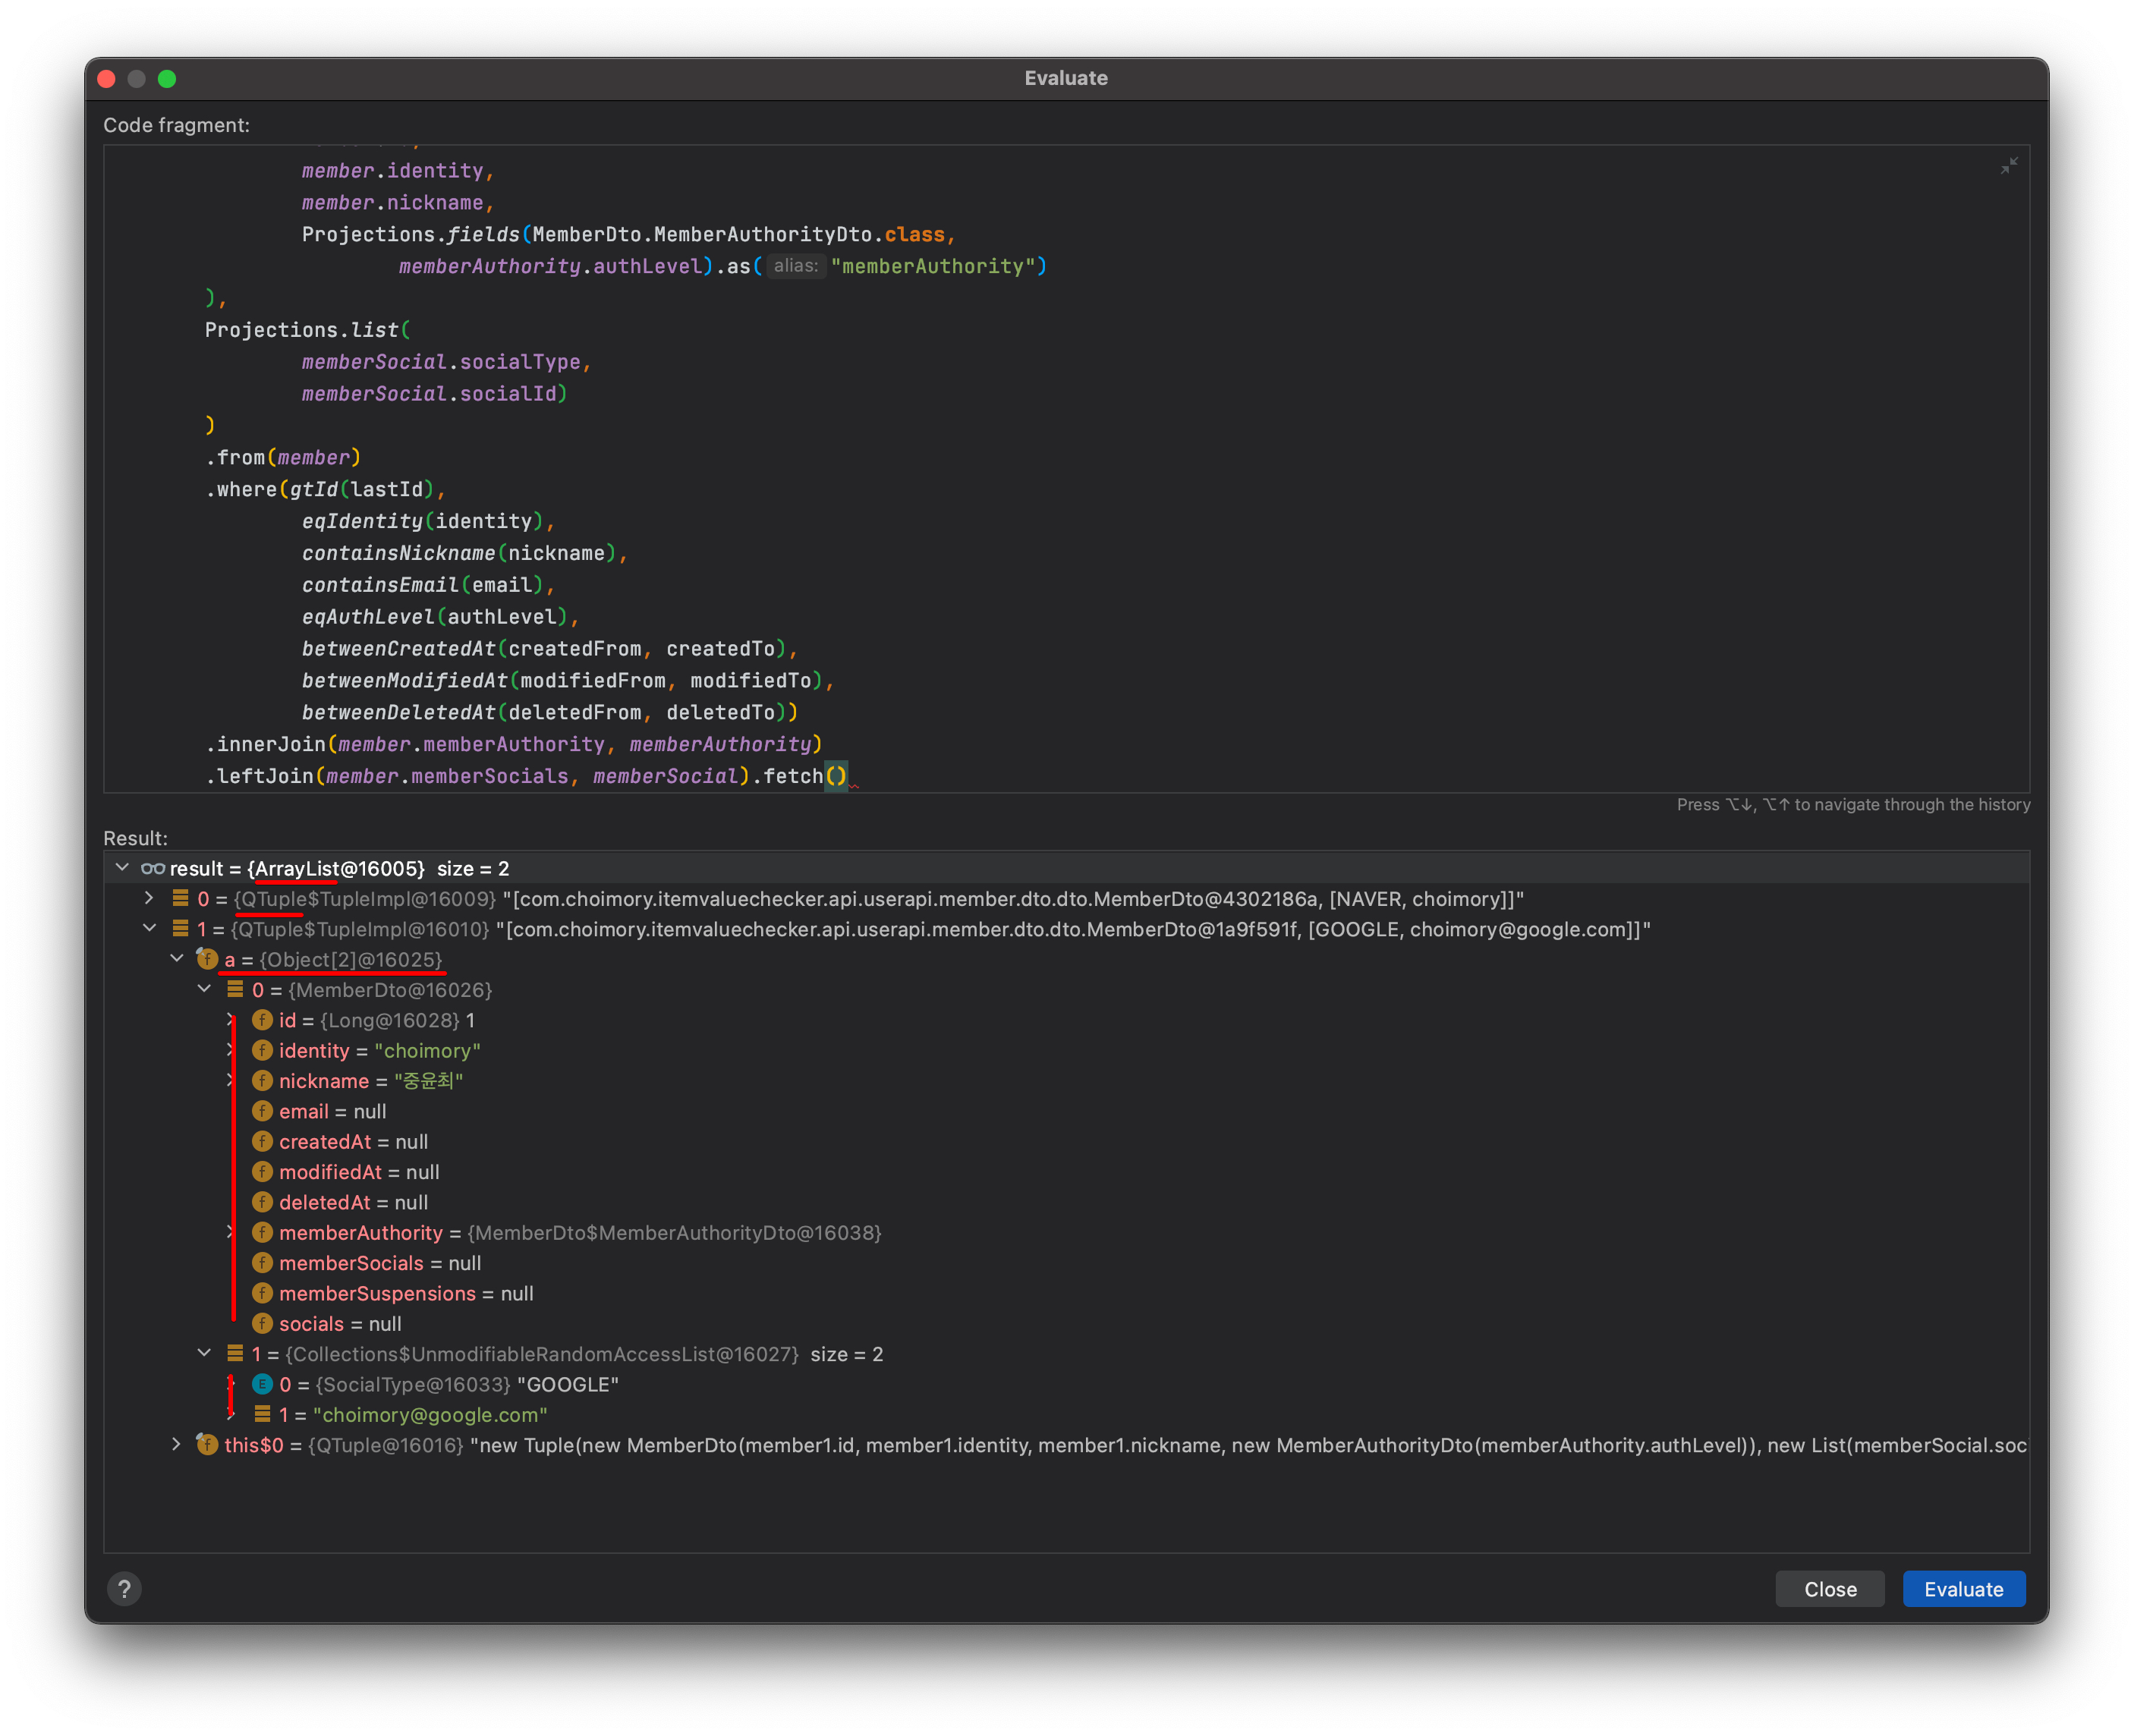 Evaluate
Code fragment:
member.identity,
member.nickname,
Projections.fields(MemberDto.MemberAuthorityDto.class,
memberAuthority.authLevel).as( alias: "memberAuthority")
),
Projections.list(
memberSocial.socialType,
memberSocial.socialId)
)
.from(member)
.where(gtId(lastId),
eqIdentity(identity),
containsNickname(nickname),
containsEmail(email),
eqAuthLevel(authLevel),
betweenCreatedAt(createdFrom, createdTo),
betweenModifiedAt(modifiedFrom, modifiedTo),
betweenDeletedAt(deletedFrom, deletedTo))
.innerJoin(member.memberAuthority, memberAuthority)
.leftJoin(member.memberSocials, memberSocial).fetch()
Press ⌥↓, ⌥↑ to navigate through the history
Result:
result = {ArrayList@16005} size = 2
0 = {QTuple$TupleImpl@16009} "[com.choimory.itemvaluechecker.api.userapi.member.dto.dto.MemberDto@4302186a, [NAVER, choimory]]"
1 = {QTuple$TupleImpl@16010} "[com.choimory.itemvaluechecker.api.userapi.member.dto.dto.MemberDto@1a9f591f, [GOOGLE, choimory@google.com]]"
f a = {Object[2]@16025}
0 = {MemberDto@16026}
f id = {Long@16028} 1
f identity = "choimory"
f nickname = "중윤최"
f email = null
f createdAt = null
f modifiedAt = null
f deletedAt = null
f memberAuthority = {MemberDto$MemberAuthorityDto@16038}
f memberSocials = null
f memberSuspensions = null
f socials = null
1 = {Collections$UnmodifiableRandomAccessList@16027} size = 2
E 0 = {SocialType@16033} "GOOGLE"
1 = "choimory@google.com"
f this$0 = {QTuple@16016} "new Tuple(new MemberDto(member1.id, member1.identity, member1.nickname, new MemberAuthorityDto(memberAuthority.authLevel)), new List(memberSocial.soc
?
Close
Evaluate